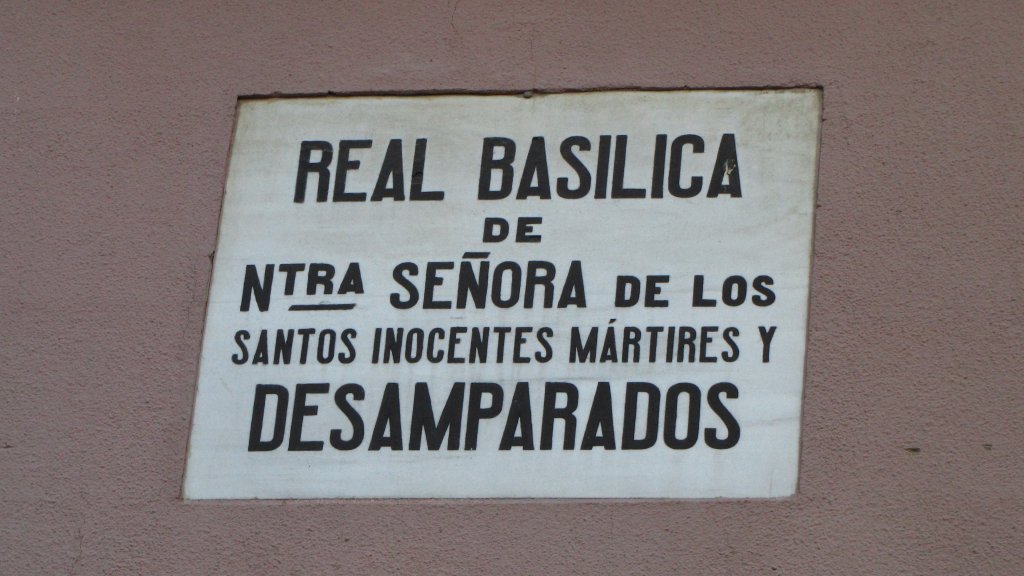 REAL BASILICA
DE
NTRA SEÑORA DE LOS
SANTOS INOCENTES MÁRTIRES Y
DESAMPARADOS